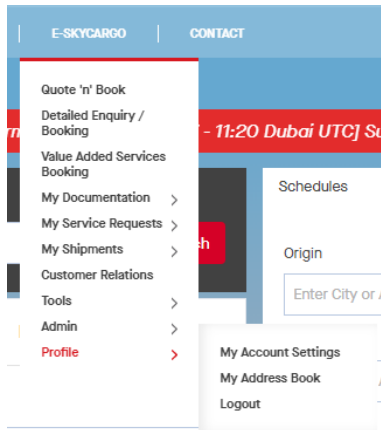 E-SKYCARGO
CONTACT
Quote 'n' Book
Detailed Enquiry /
Booking
- 11:20 Dubai UTC]
Value Added Services
Booking
Schedules
My Documentation
My Service Requests
My Shipments
Origin
Customer Relations
Enter City or
Tools
Admin
Profile
My Account Settings
My Address Book
Logout